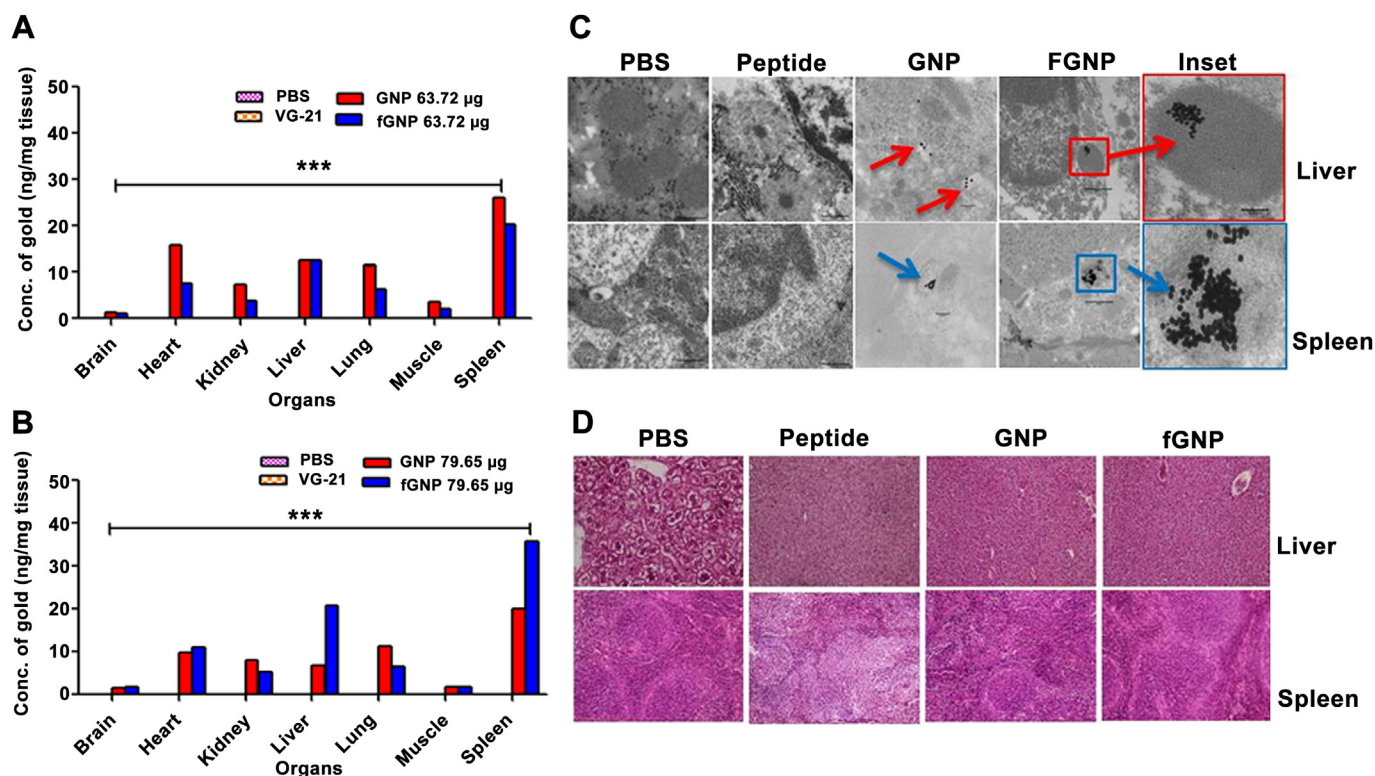 A
Conc. of gold (ng/mg tissue)
50
40
30
20
10
0
PBS
VG-21
GNP 63.72 µg
fGNP 63.72 µg
***
Brain
Heart
Kidney
Liver
Lung
Muscle
Spleen
Organs
B
Conc. of gold (ng/mg tissue)
50
40
30
20
10
0
PBS
VG-21
GNP 79.65 µg
fGNP 79.65 µg
***
Brain
Heart
Kidney
Liver
Lung
Muscle
Spleen
Organs
C
PBS Peptide GNP FGNP Inset
Liver
Spleen
D
PBS Peptide GNP fGNP
Liver
Spleen